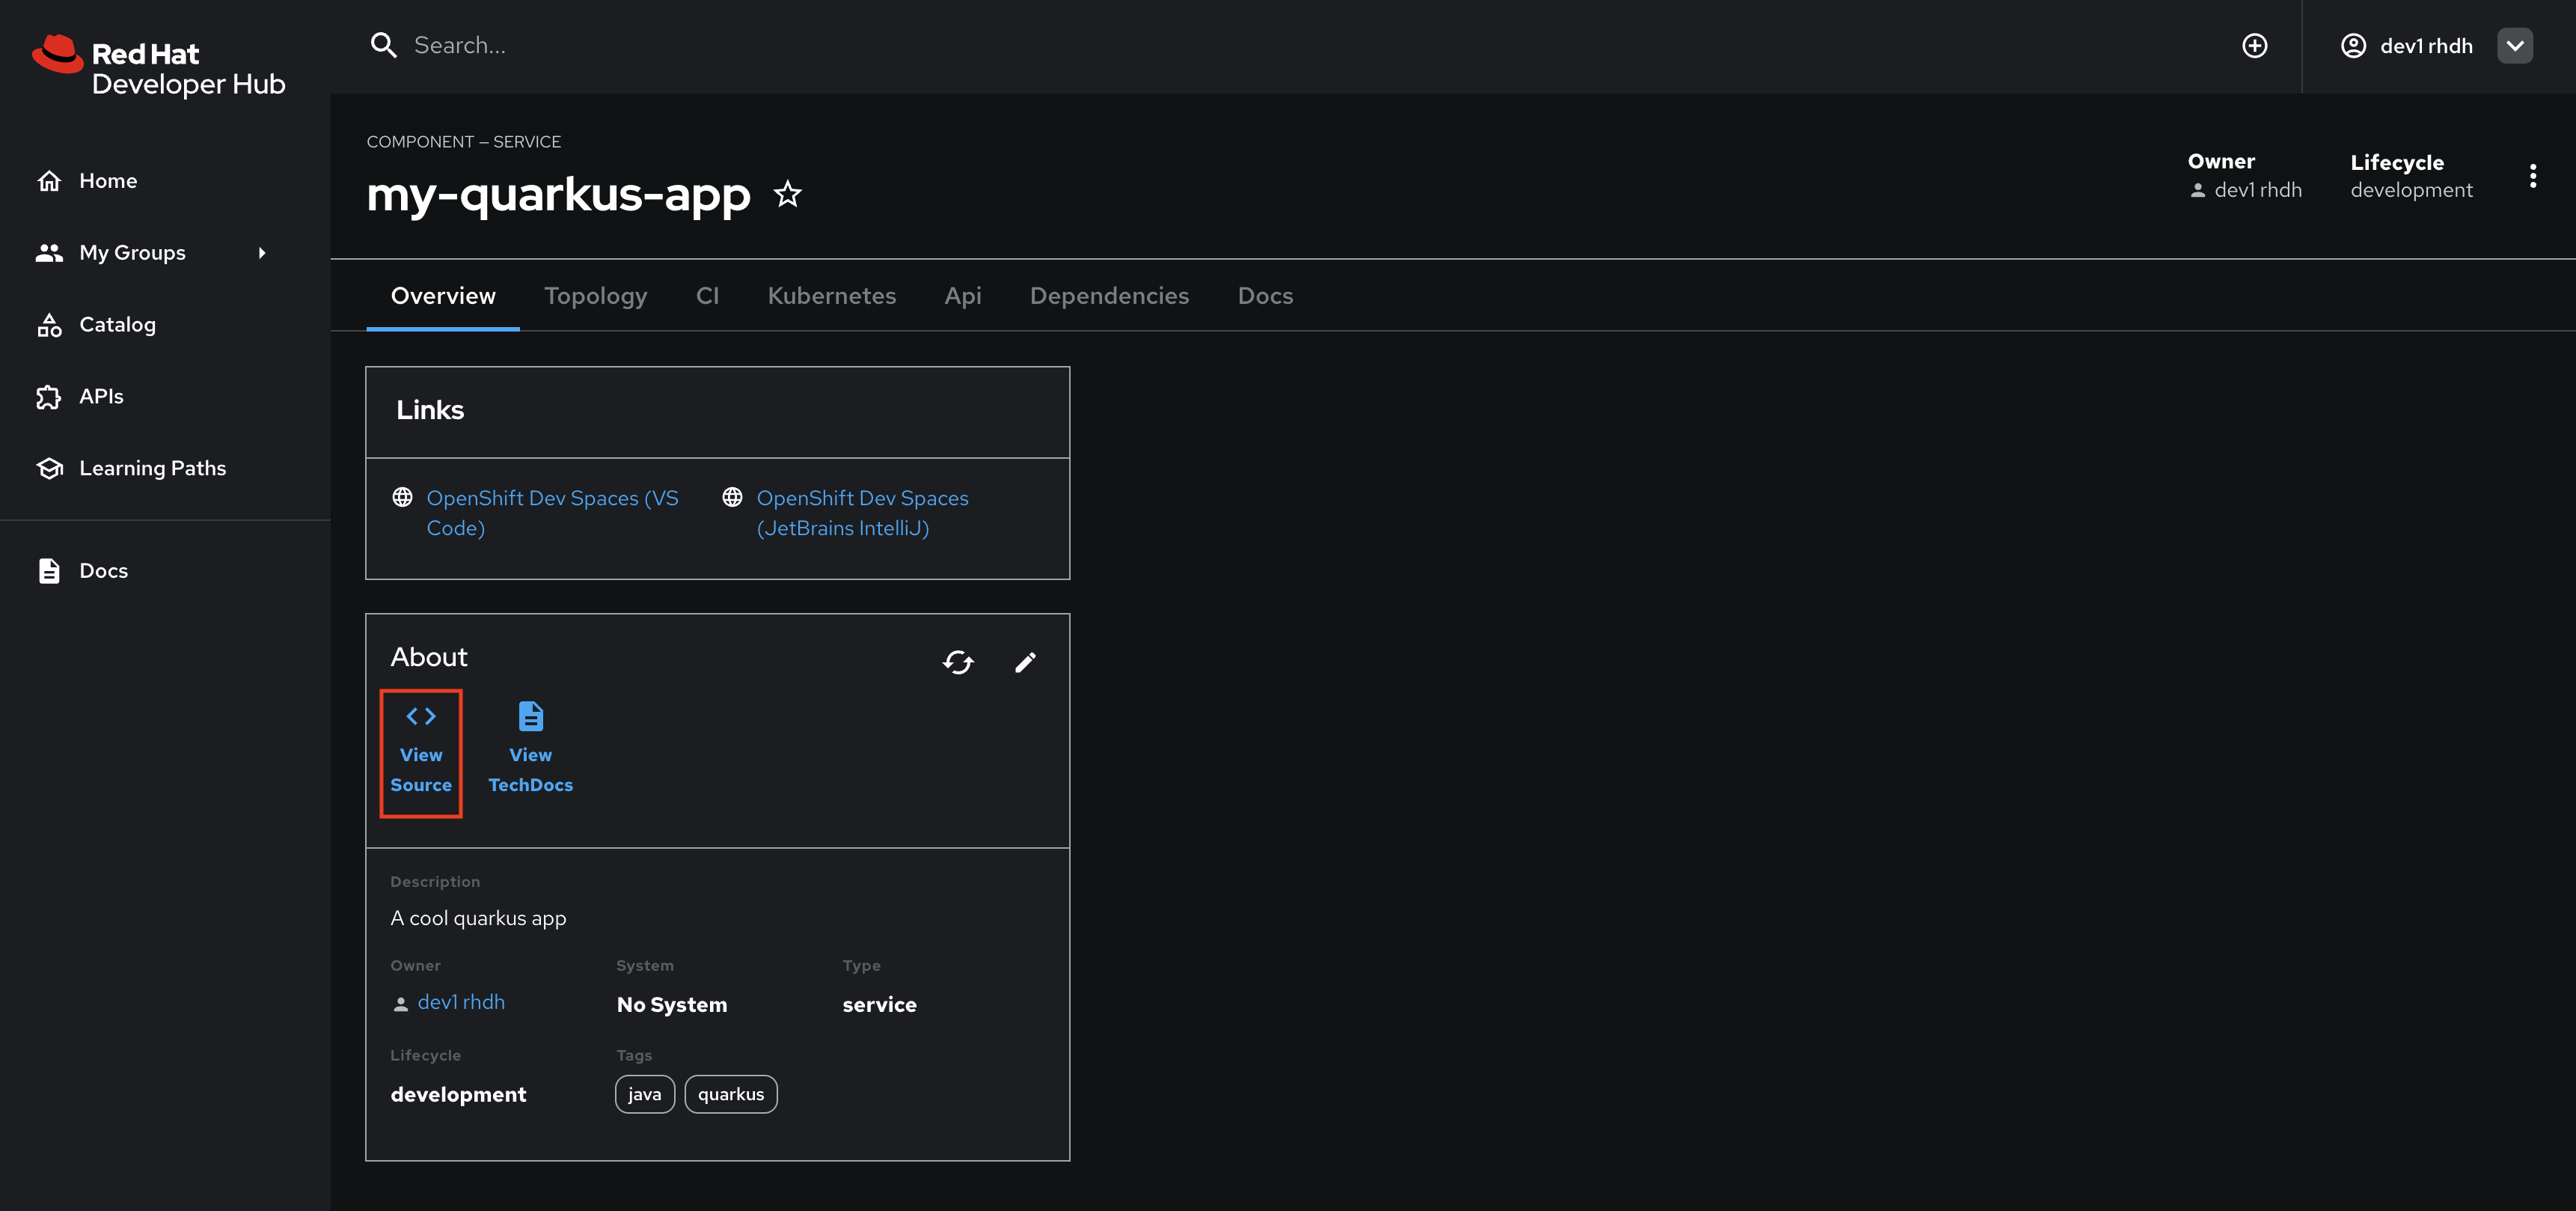 Red Hat
Developer Hub
Search...
dev1 rhdh
Home
My Groups
Catalog
APIs
Learning Paths
Docs
COMPONENT — SERVICE
my-quarkus-app
Owner
dev1 rhdh
Lifecycle
development
Overview Topology CI Kubernetes Api Dependencies Docs
Links
OpenShift Dev Spaces (VS
Code)
OpenShift Dev Spaces
(JetBrains IntelliJ)
About
View
Source
View
TechDocs
Description
A cool quarkus app
Owner
dev1 rhdh
System
No System
Type
service
Lifecycle
development
Tags
java quarkus